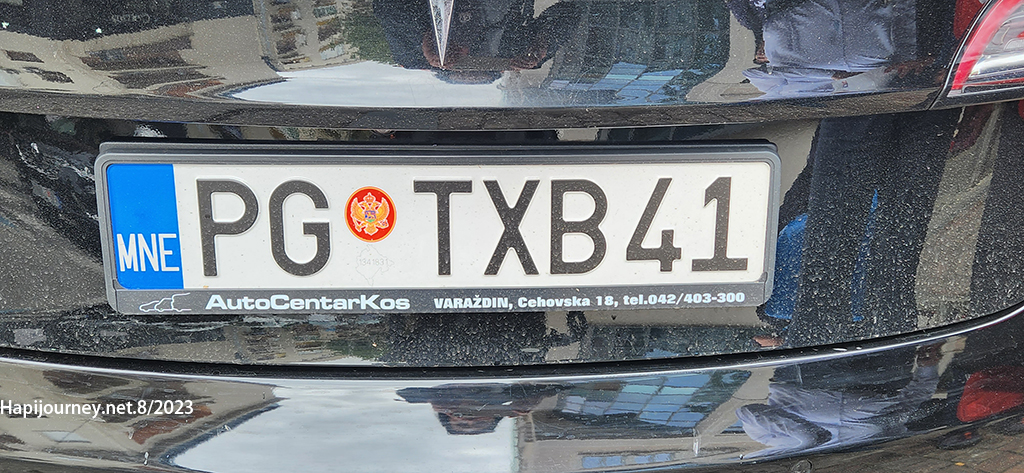 MNE PG TXB41
AutoCentarKos VARAŽDIN, Cehovska 18, tel.042/403-300
Hapijourney.net.8/2023